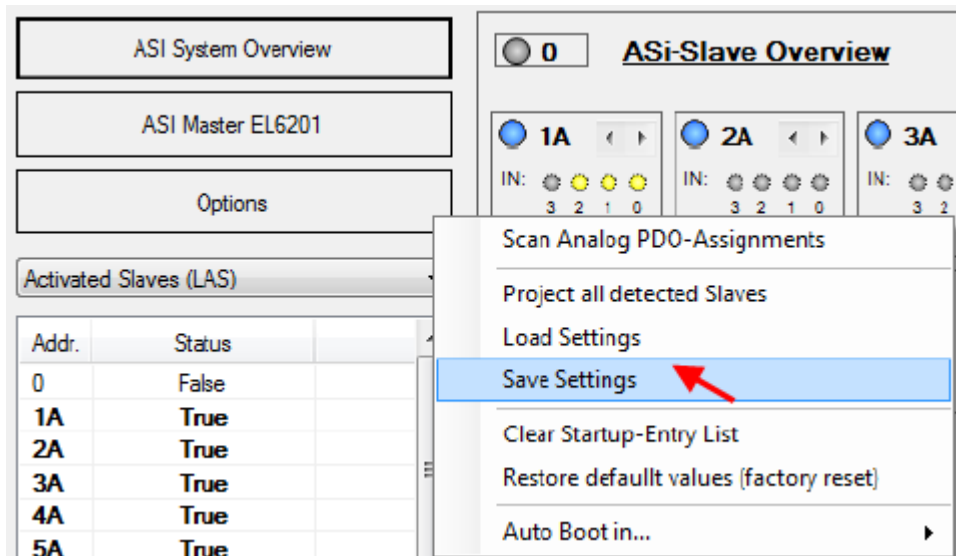 ASI System Overview
ASI Master EL6201
Options
Activated Slaves (LAS)
Addr. Status
0 False
1A True
2A True
3A True
4A True
5A True
0 ASi-Slave Overview
1A 2A 3A
IN: IN: IN:
3 2 1 0 3 2 1 0 3 2
Scan Analog PDO-Assignments
Project all detected Slaves
Load Settings
Save Settings
Clear Startup-Entry List
Restore defaullt values (factory reset)
Auto Boot in...